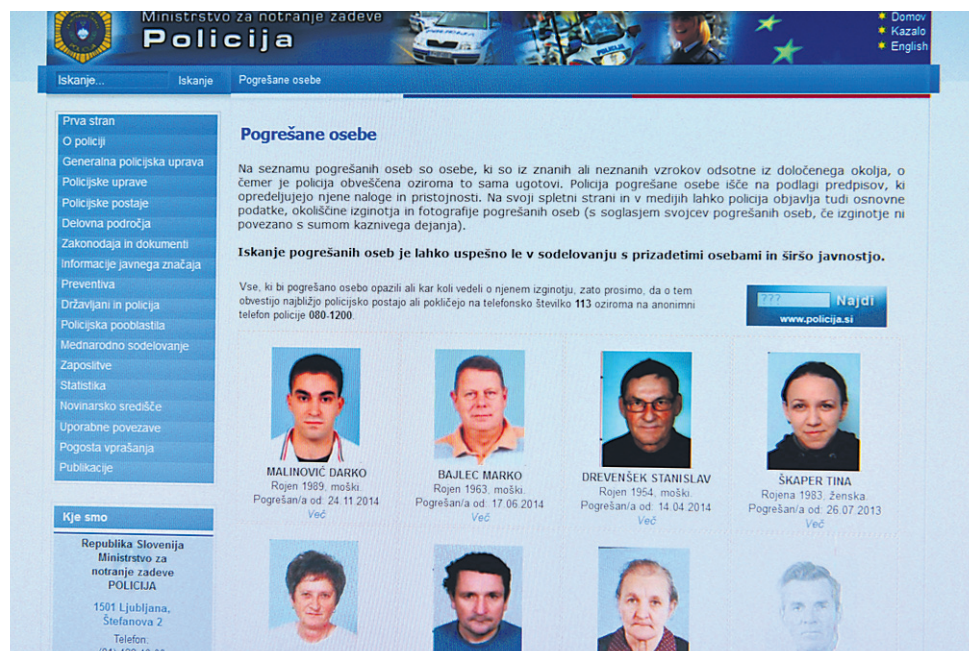 Ministrstvo za notranje zadeve
Policija
Domov
Kazalo
English
Iskanje...
Iskanje
Pogrešane osebe
Prva stran
O policiji
Generalna policijska uprava
Policijske uprave
Policijske postaje
Delovna področja
Zakonodaja in dokumenti
Informacije javnega značaja
Preventiva
Državljani in policija
Policijska pooblastila
Mednarodno sodelovanje
Zaposlitve
Statistika
Novinarsko središče
Uporabne povezave
Pogosta vprašanja
Publikacije
Kje smo
Republika Slovenija
Ministrstvo za
notranje zadeve
POLICIJA
1501 Ljubljana,
Štefanova 2
Telefon:
Pogrešane osebe
Na seznamu pogrešanih oseb so osebe, ki so iz znanih ali neznanih vzrokov odsotne iz določenega okolja, o
čemer je policija obveščena oziroma to sama ugotovi. Policija pogrešane osebe išče na podlagi predpisov, ki
opredeljujejo njene naloge in pristojnosti. Na svoji spletni strani in v medijih lahko policija objavlja tudi osnovne
podatke, okoliščine izginotja in fotografije pogrešanih oseb (s soglasjem svojcev pogrešanih oseb, če izginotje ni
povezano s sumom kaznivega dejanja).
Iskanje pogrešanih oseb je lahko uspešno le v sodelovanju s prizadetimi osebami in širšo javnostjo.
Vse, ki bi pogrešano osebo opazili ali kar koli vedeli o njenem izginotju, zato prosimo, da o tem
obvestijo najbližjo policijsko postajo ali pokličejo na telefonsko številko 113 oziroma na anonimni
telefon policije 080-1200.
??? Najdi
www.policija.si
MALINOVIĆ DARKO
Rojen 1989, moški.
Pogrešan/a od: 24.11.2014
Več
BAJLEC MARKO
Rojen 1963, moški.
Pogrešan/a od: 17.06.2014
Več
DREVENŠEK STANISLAV
Rojen 1954, moški.
Pogrešan/a od: 14.04.2014
Več
ŠKAPER TINA
Rojena 1983, ženska.
Pogrešan/a od: 26.07.2013
Več